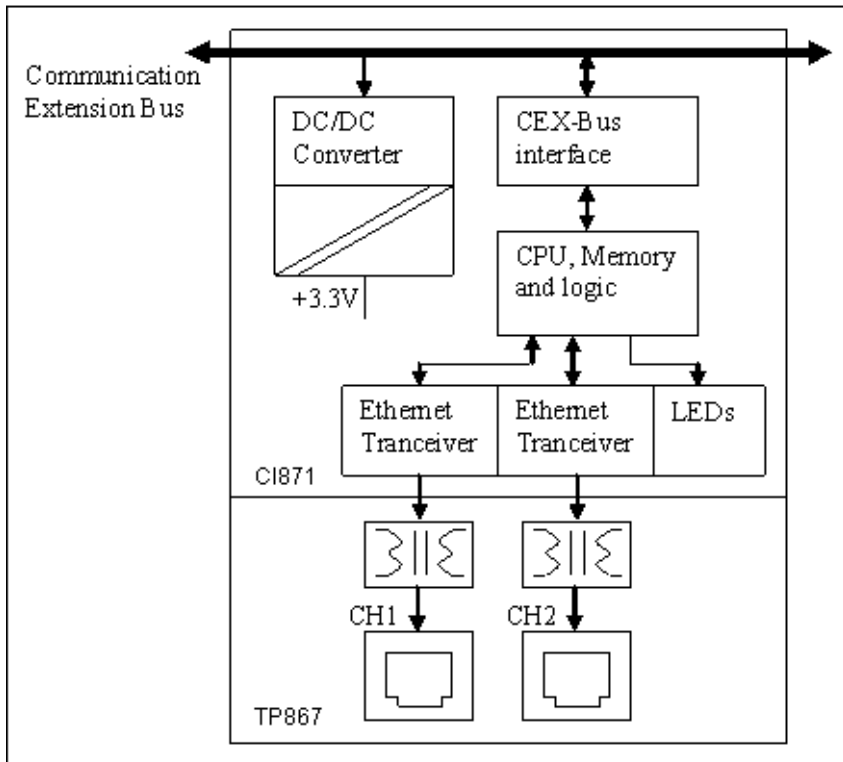 Communication
Extension Bus
DC/DC
Converter
CEX-Bus
interface
+3.3V
CPU, Memory
and logic
Ethernet
Tranceiver
Ethernet
Tranceiver
LEDs
CI871
CH1
CH2
TP867